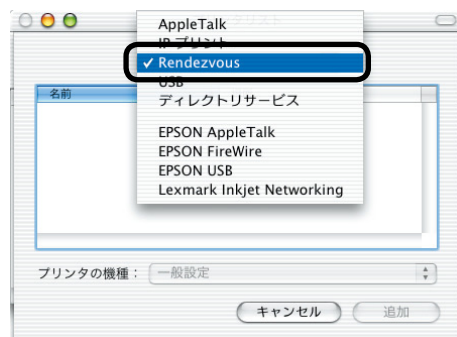 AppleTalk
IP プリント
✓ Rendezvous
USB
ディレクトリサービス
EPSON AppleTalk
EPSON FireWire
EPSON USB
Lexmark Inkjet Networking
名前
プリンタの機種：
一般設定
キャンセル
追加